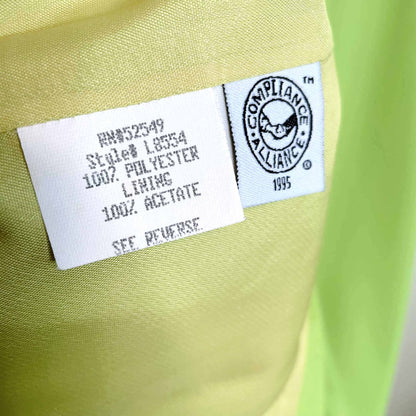 RN#52549
Style# L8554
100% POLYESTER
LINING
100% ACETATE
SEE REVERSE
COMPLIANCE
ALLIANCE
TM
®
1995